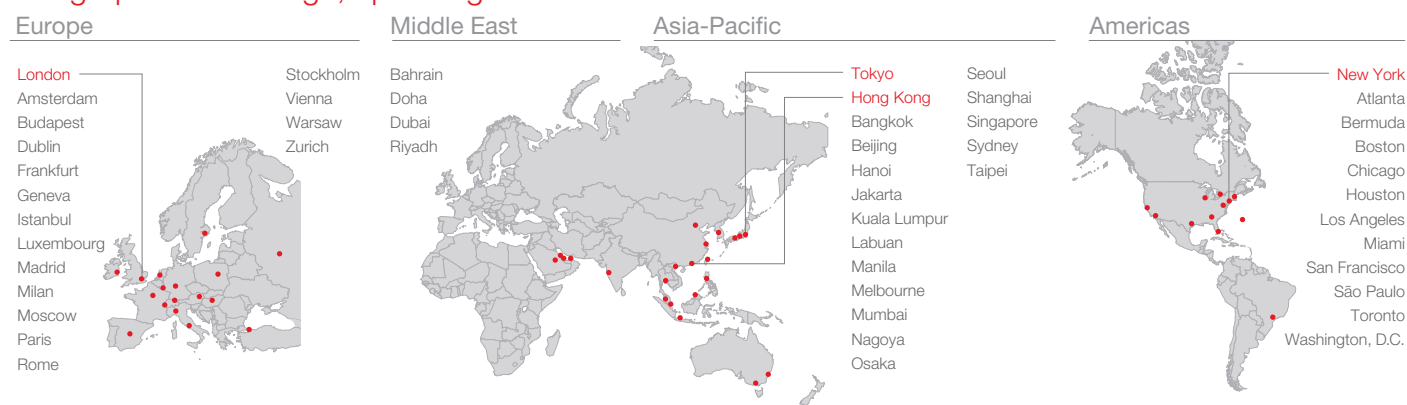 Europe
London
Amsterdam
Budapest
Dublin
Frankfurt
Geneva
Istanbul
Luxembourg
Madrid
Milan
Moscow
Paris
Rome
Stockholm
Vienna
Warsaw
Zurich
Middle East
Bahrain
Doha
Dubai
Riyadh
Asia-Pacific
Tokyo
Hong Kong
Bangkok
Beijing
Hanoi
Jakarta
Kuala Lumpur
Labuan
Manila
Melbourne
Mumbai
Nagoya
Osaka
Seoul
Shanghai
Singapore
Sydney
Taipei
Americas
New York
Atlanta
Bermuda
Boston
Chicago
Houston
Los Angeles
Miami
San Francisco
São Paulo
Toronto
Washington, D.C.